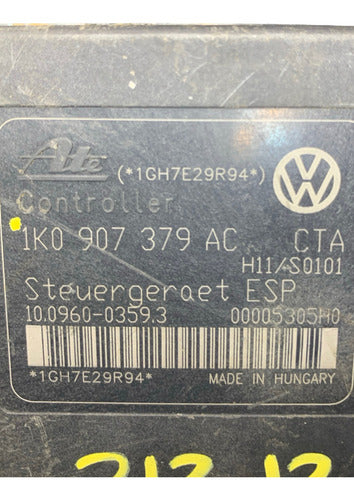 Ate (*1GH7E29R94*)
Controller
1K0 907 379 AC CTA
H11/S0101
Steuergeraet ESP
10.0960-0359.3 00005305H0
*1GH7E29R94* MADE IN HUNGARY